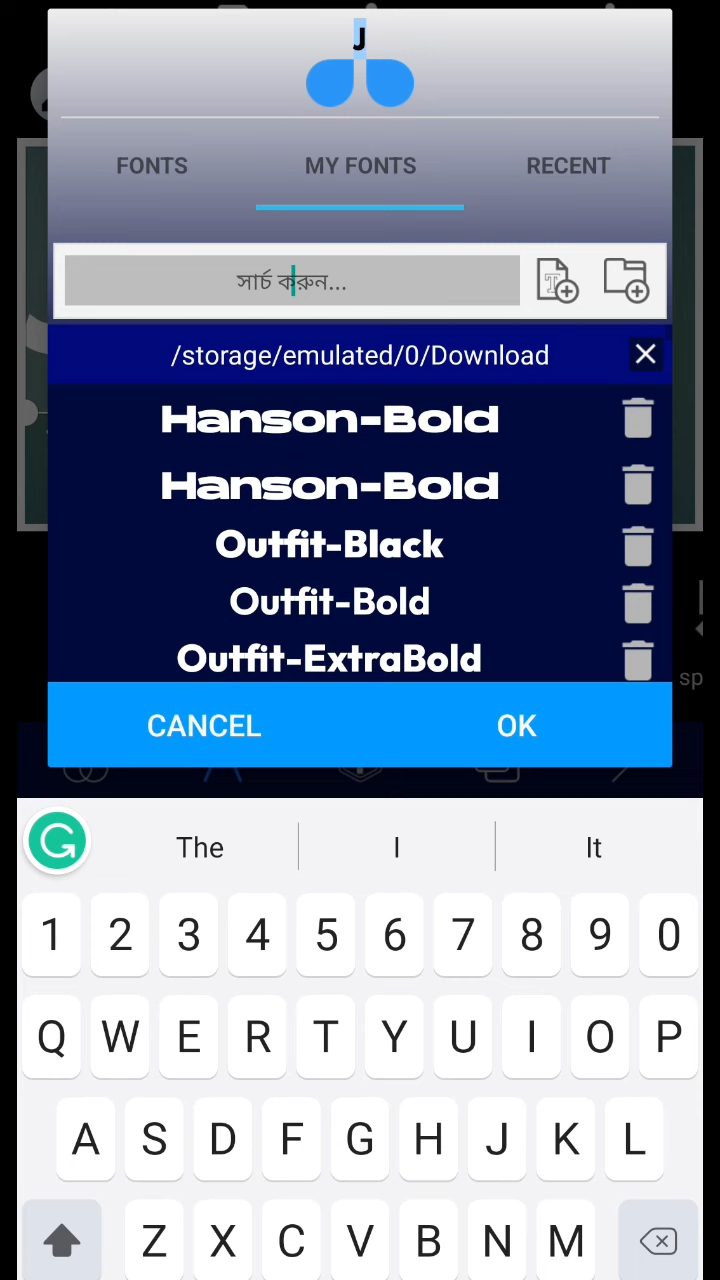 J
FONTS MY FONTS RECENT
সার্চ করুন...
/storage/emulated/0/Download
Hanson-Bold
Hanson-Bold
Outfit-Black
Outfit-Bold
Outfit-ExtraBold
sp
CANCEL OK
The I It
1 2 3 4 5 6 7 8 9 0
Q W E R T Y U I O P
A S D F G H J K L
Z X C V B N M